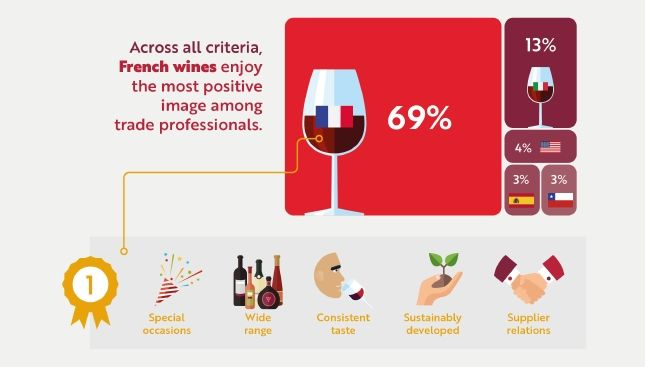 Across all criteria,
French wines enjoy
the most positive
image among
trade professionals.
69%
13%
4%
3%
3%
1
Special
occasions
Wide
range
Consistent
taste
Sustainably
developed
Supplier
relations